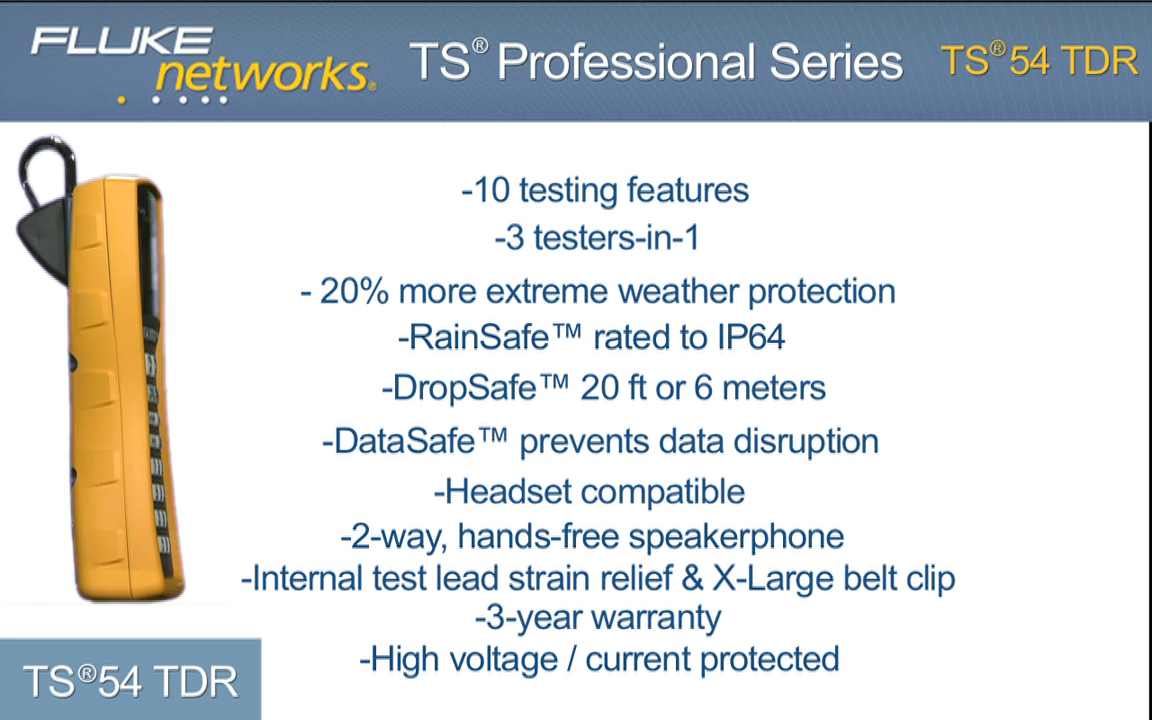 FLUKE
networks®
TS® Professional Series
TS®54 TDR
-10 testing features
-3 testers-in-1
- 20% more extreme weather protection
-RainSafe™ rated to IP64
-DropSafe™ 20 ft or 6 meters
-DataSafe™ prevents data disruption
-Headset compatible
-2-way, hands-free speakerphone
-Internal test lead strain relief & X-Large belt clip
-3-year warranty
-High voltage / current protected
TS®54 TDR